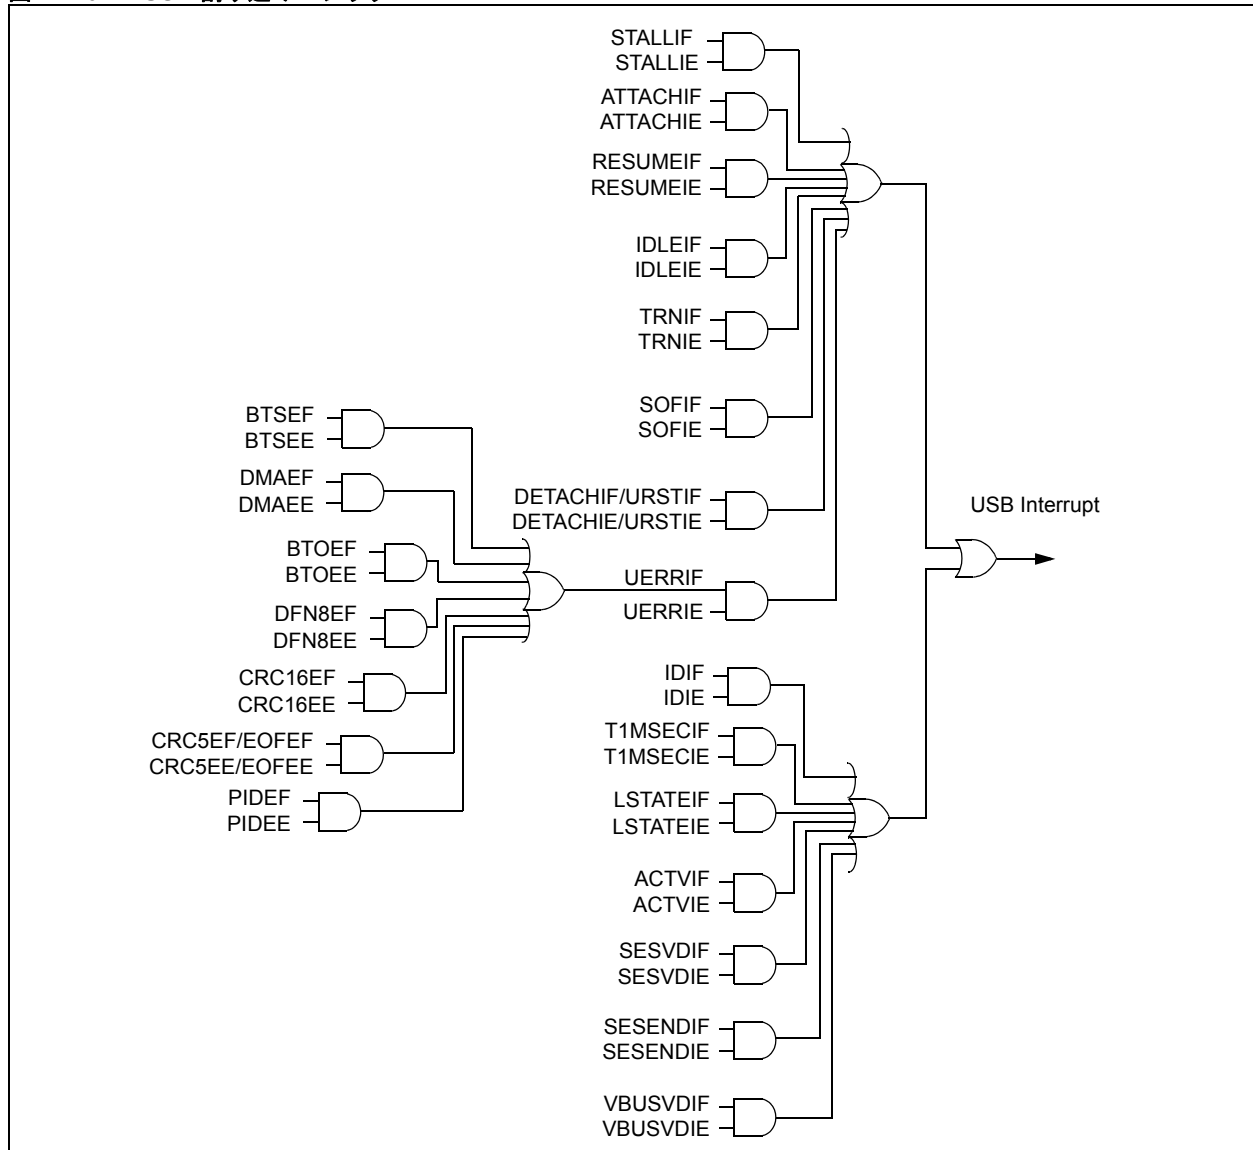 STALLIF
STALLIE
ATTACHIF
ATTACHIE
RESUMEIF
RESUMEIE
IDLEIF
IDLEIE
TRNIF
TRNIE
SOFIF
SOFIE
BTSEF
BTSEE
DMAEF
DMAEE
DETACHIF/URSTIF
DETACHIE/URSTIE
USB Interrupt
BTOEF
BTOEE
UERRIF
UERRIE
DFN8EF
DFN8EE
CRC16EF
CRC16EE
IDIF
IDIE
CRC5EF/EOFEF
CRC5EE/EOFEE
T1MSECIF
T1MSECIE
PIDEF
PIDEE
LSTATEIF
LSTATEIE
ACTVIF
ACTVIE
SESVDIF
SESVDIE
SESENDIF
SESENDIE
VBUSVDIF
VBUSVDIE